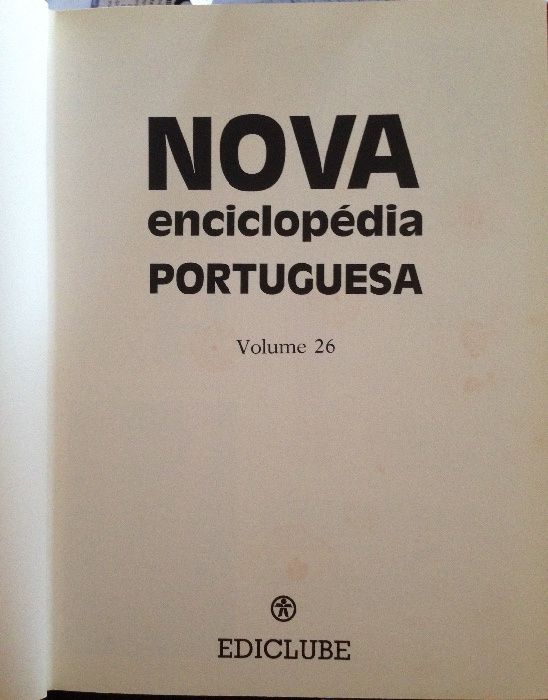 NOVA
enciclopédia
PORTUGUESA
Volume 26
EDICLUBE